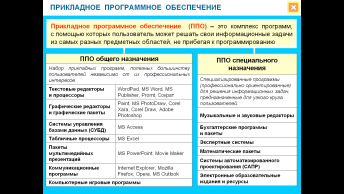 ПРИКЛАДНОЕ ПРОГРАММНОЕ ОБЕСПЕЧЕНИЕ
Прикладное программное обеспечение (ППО) – это комплекс программ,
с помощью которых пользователь может решать свои информационные задачи
из самых разных предметных областей, не прибегая к программированию
ППО общего назначения
Набор прикладных программ, полезных большинству
пользователей независимо от их профессиональных
интересов
Текстовые редакторы
и процессоры
WordPad, MS Word, MS
Publisher, Promt,
Графические редакторы
и графические пакеты
Paint, MS PhotoDraw, Corel
Xara, Corel Draw, Adobe
Photoshop
Системы управления
базами данных (СУБД)
MS Access
Табличные процессоры
MS Excel
Пакеты
мультимедийных
презентаций
MS PowerPoint, Movie Maker
Коммуникационные
программы
Internet Explorer, Mozilla
Firefox, Opera, MS Outlook
Компьютерные игровые программы
ППО специального
назначения
Специализированные программы
(профессионально ориентированные)
для решения информационных задач,
предназначенные для узкого круга
пользователей.
Музыкальные и звуковые редакторы
Бухгалтерские программы
и пакеты
Экспертные системы
Математические пакеты
Системы автоматизированного
проектирования (САПР)
Электронные образовательные
издания и ресурсы